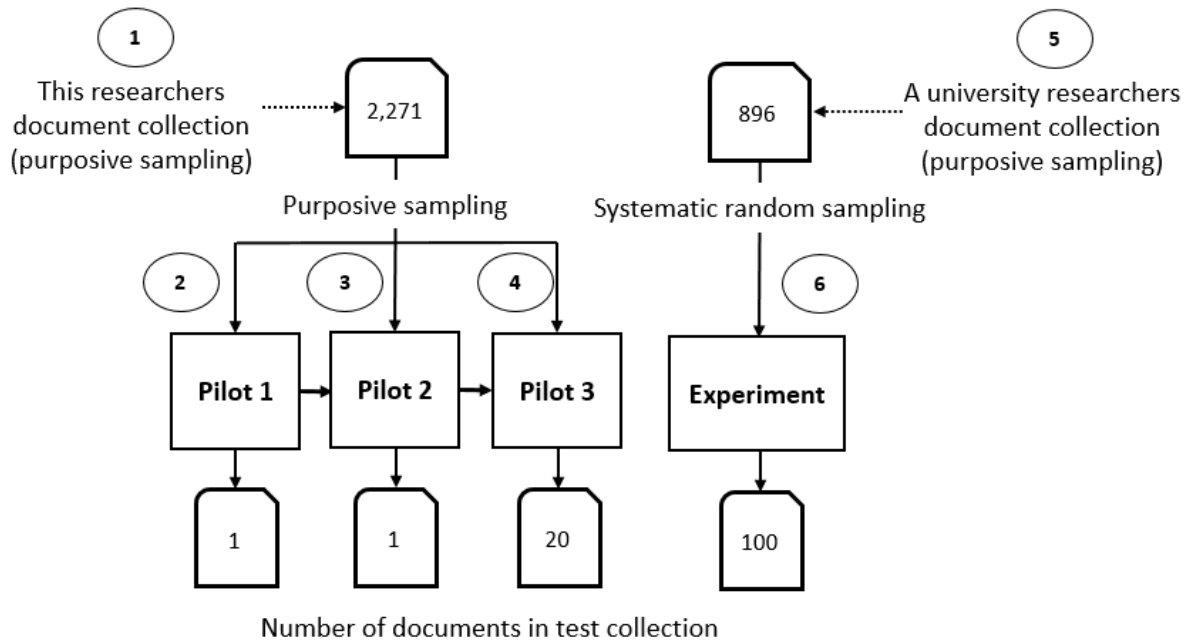 1
This researchers
document collection
(purposive sampling)
2,271
896
5
A university researchers
document collection
(purposive sampling)
Purposive sampling
Systematic random sampling
2
3
4
6
Pilot 1
Pilot 2
Pilot 3
Experiment
1
1
20
100
Number of documents in test collection